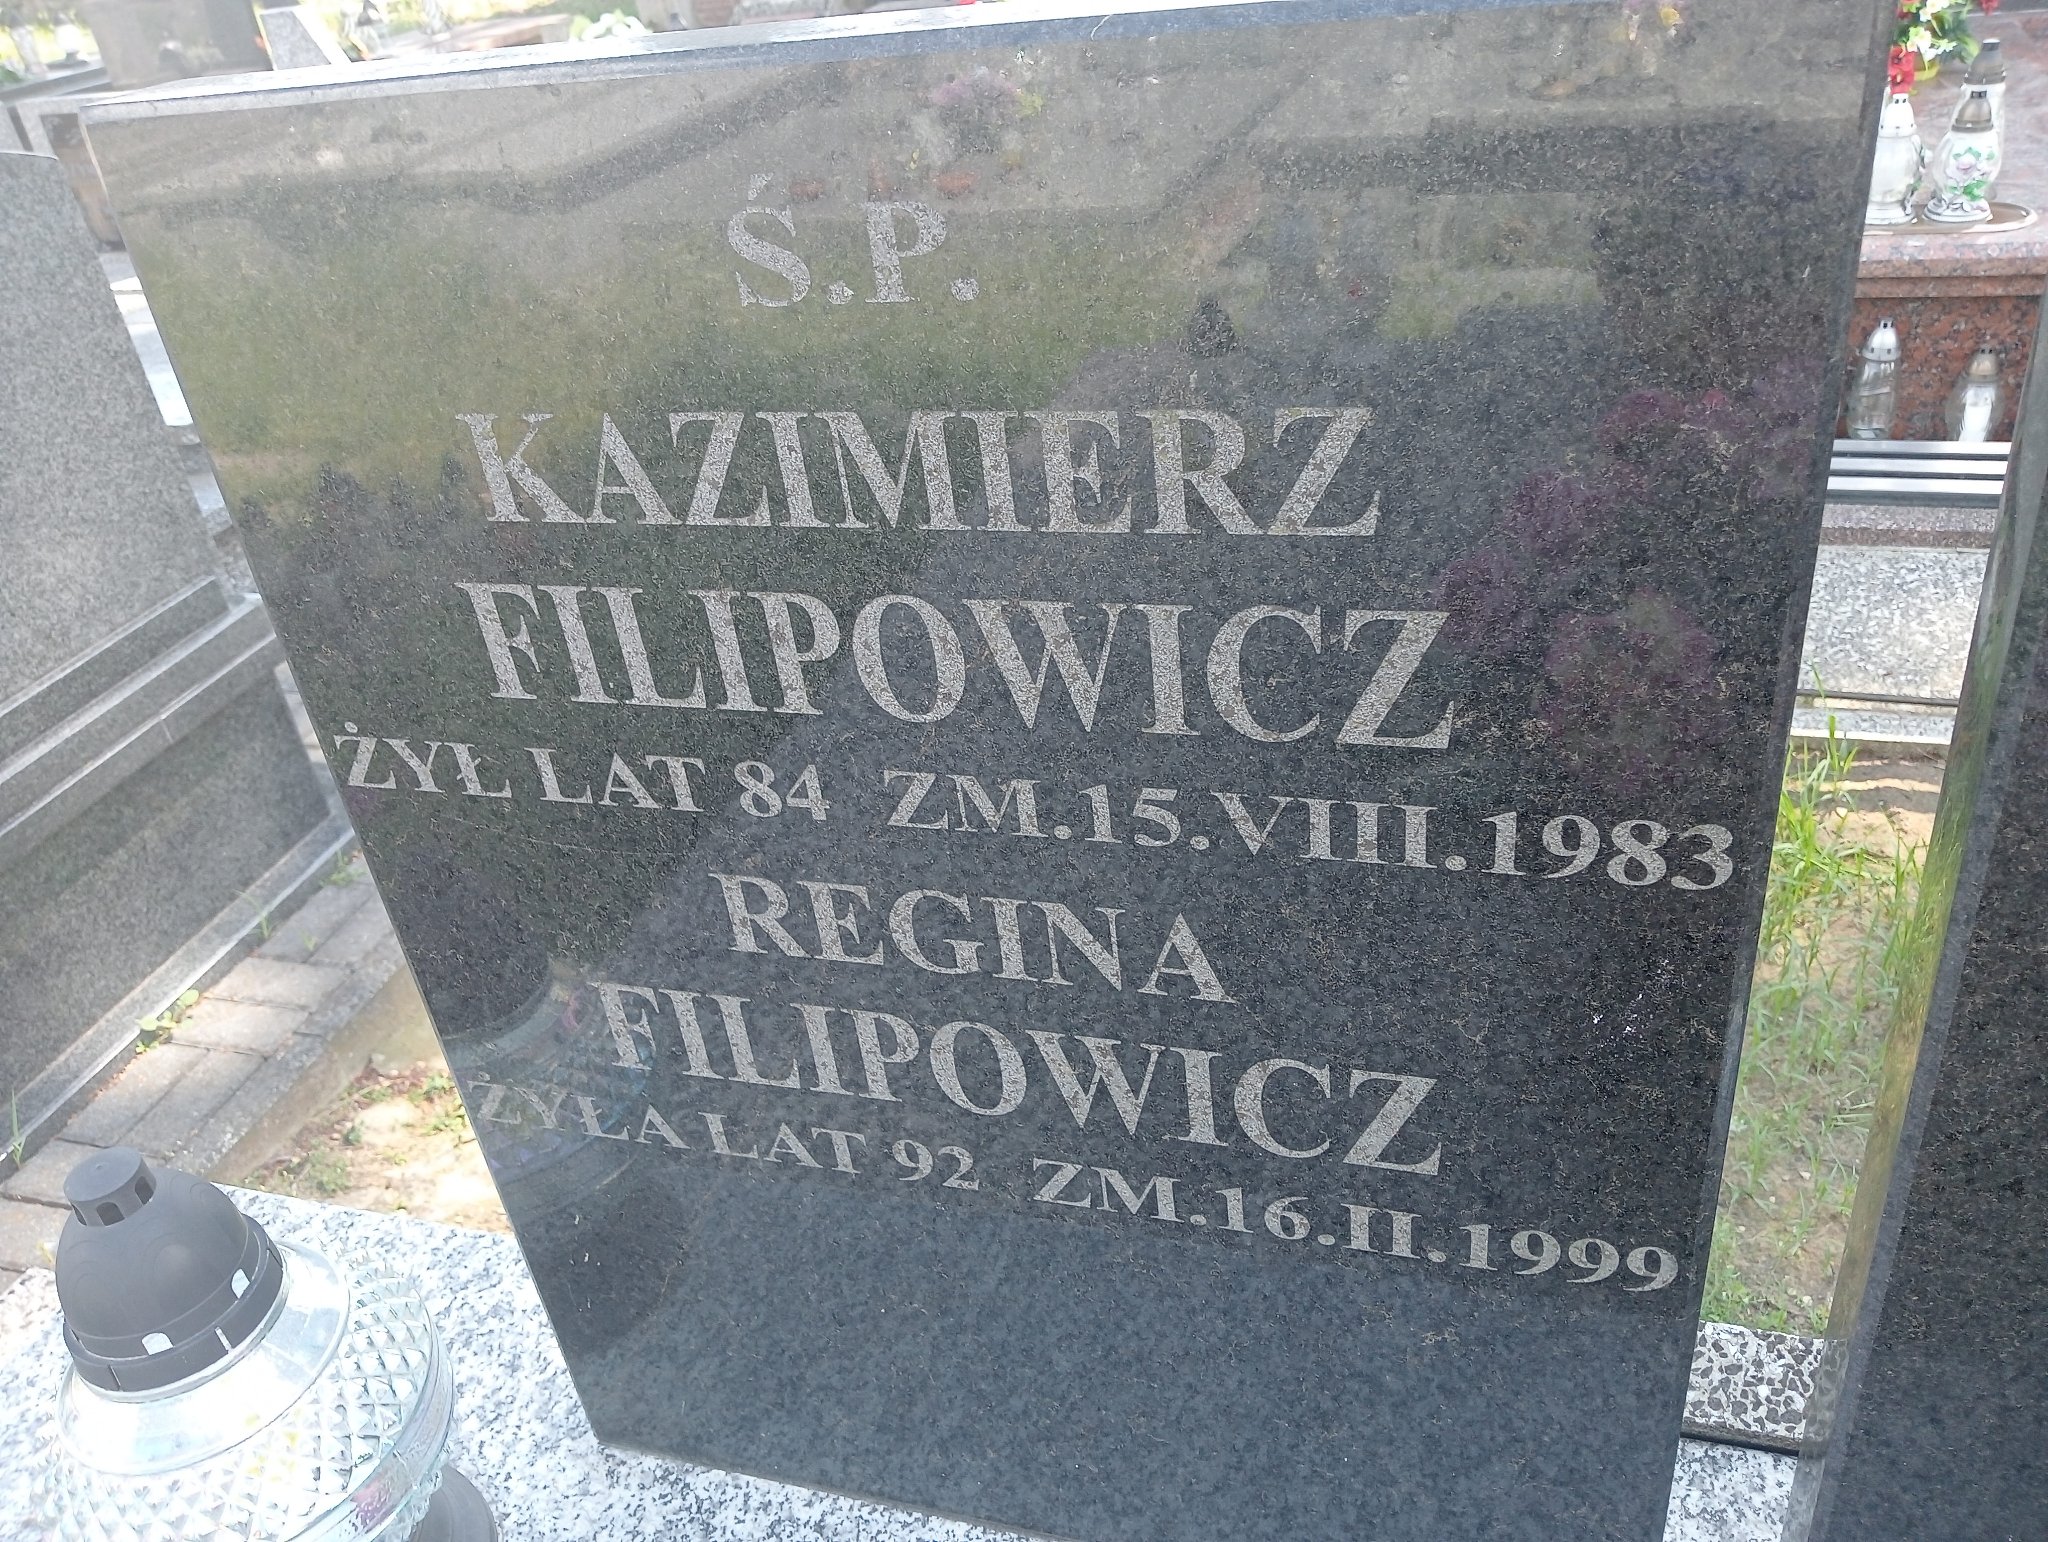 Ś.P.
KAZIMIERZ
FILIPOWICZ
ŻYŁ LAT 84 ZM.15.VIII.1983
REGINA
FILIPOWICZ
ŻYŁA LAT 92 ZM.16.II.1999